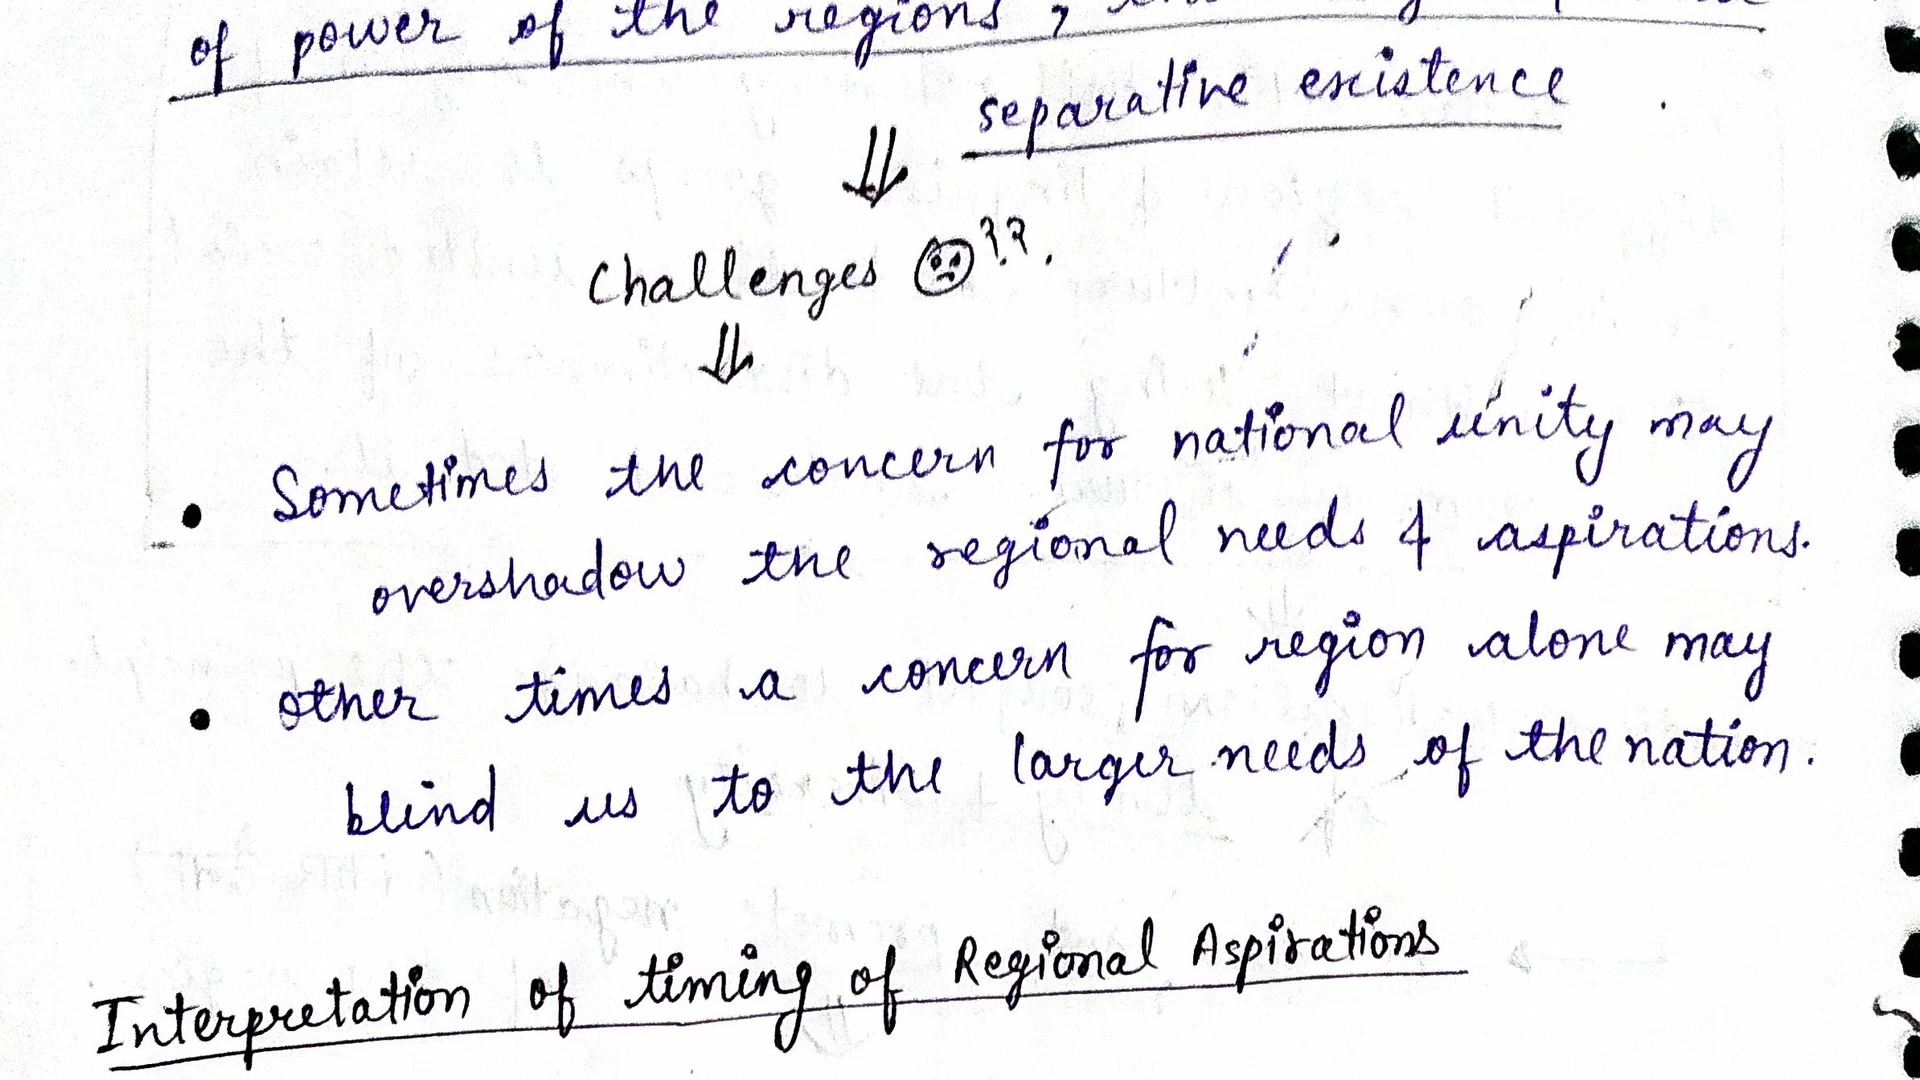 of power of the regions,
separative existence
⇓
Challenges ☹??.
⇓
• Sometimes the concern for national unity may
overshadow the regional needs & aspirations.
• other times a concern for region alone may
blind us to the larger needs of the nation.
Interpretation of timing of Regional Aspirations